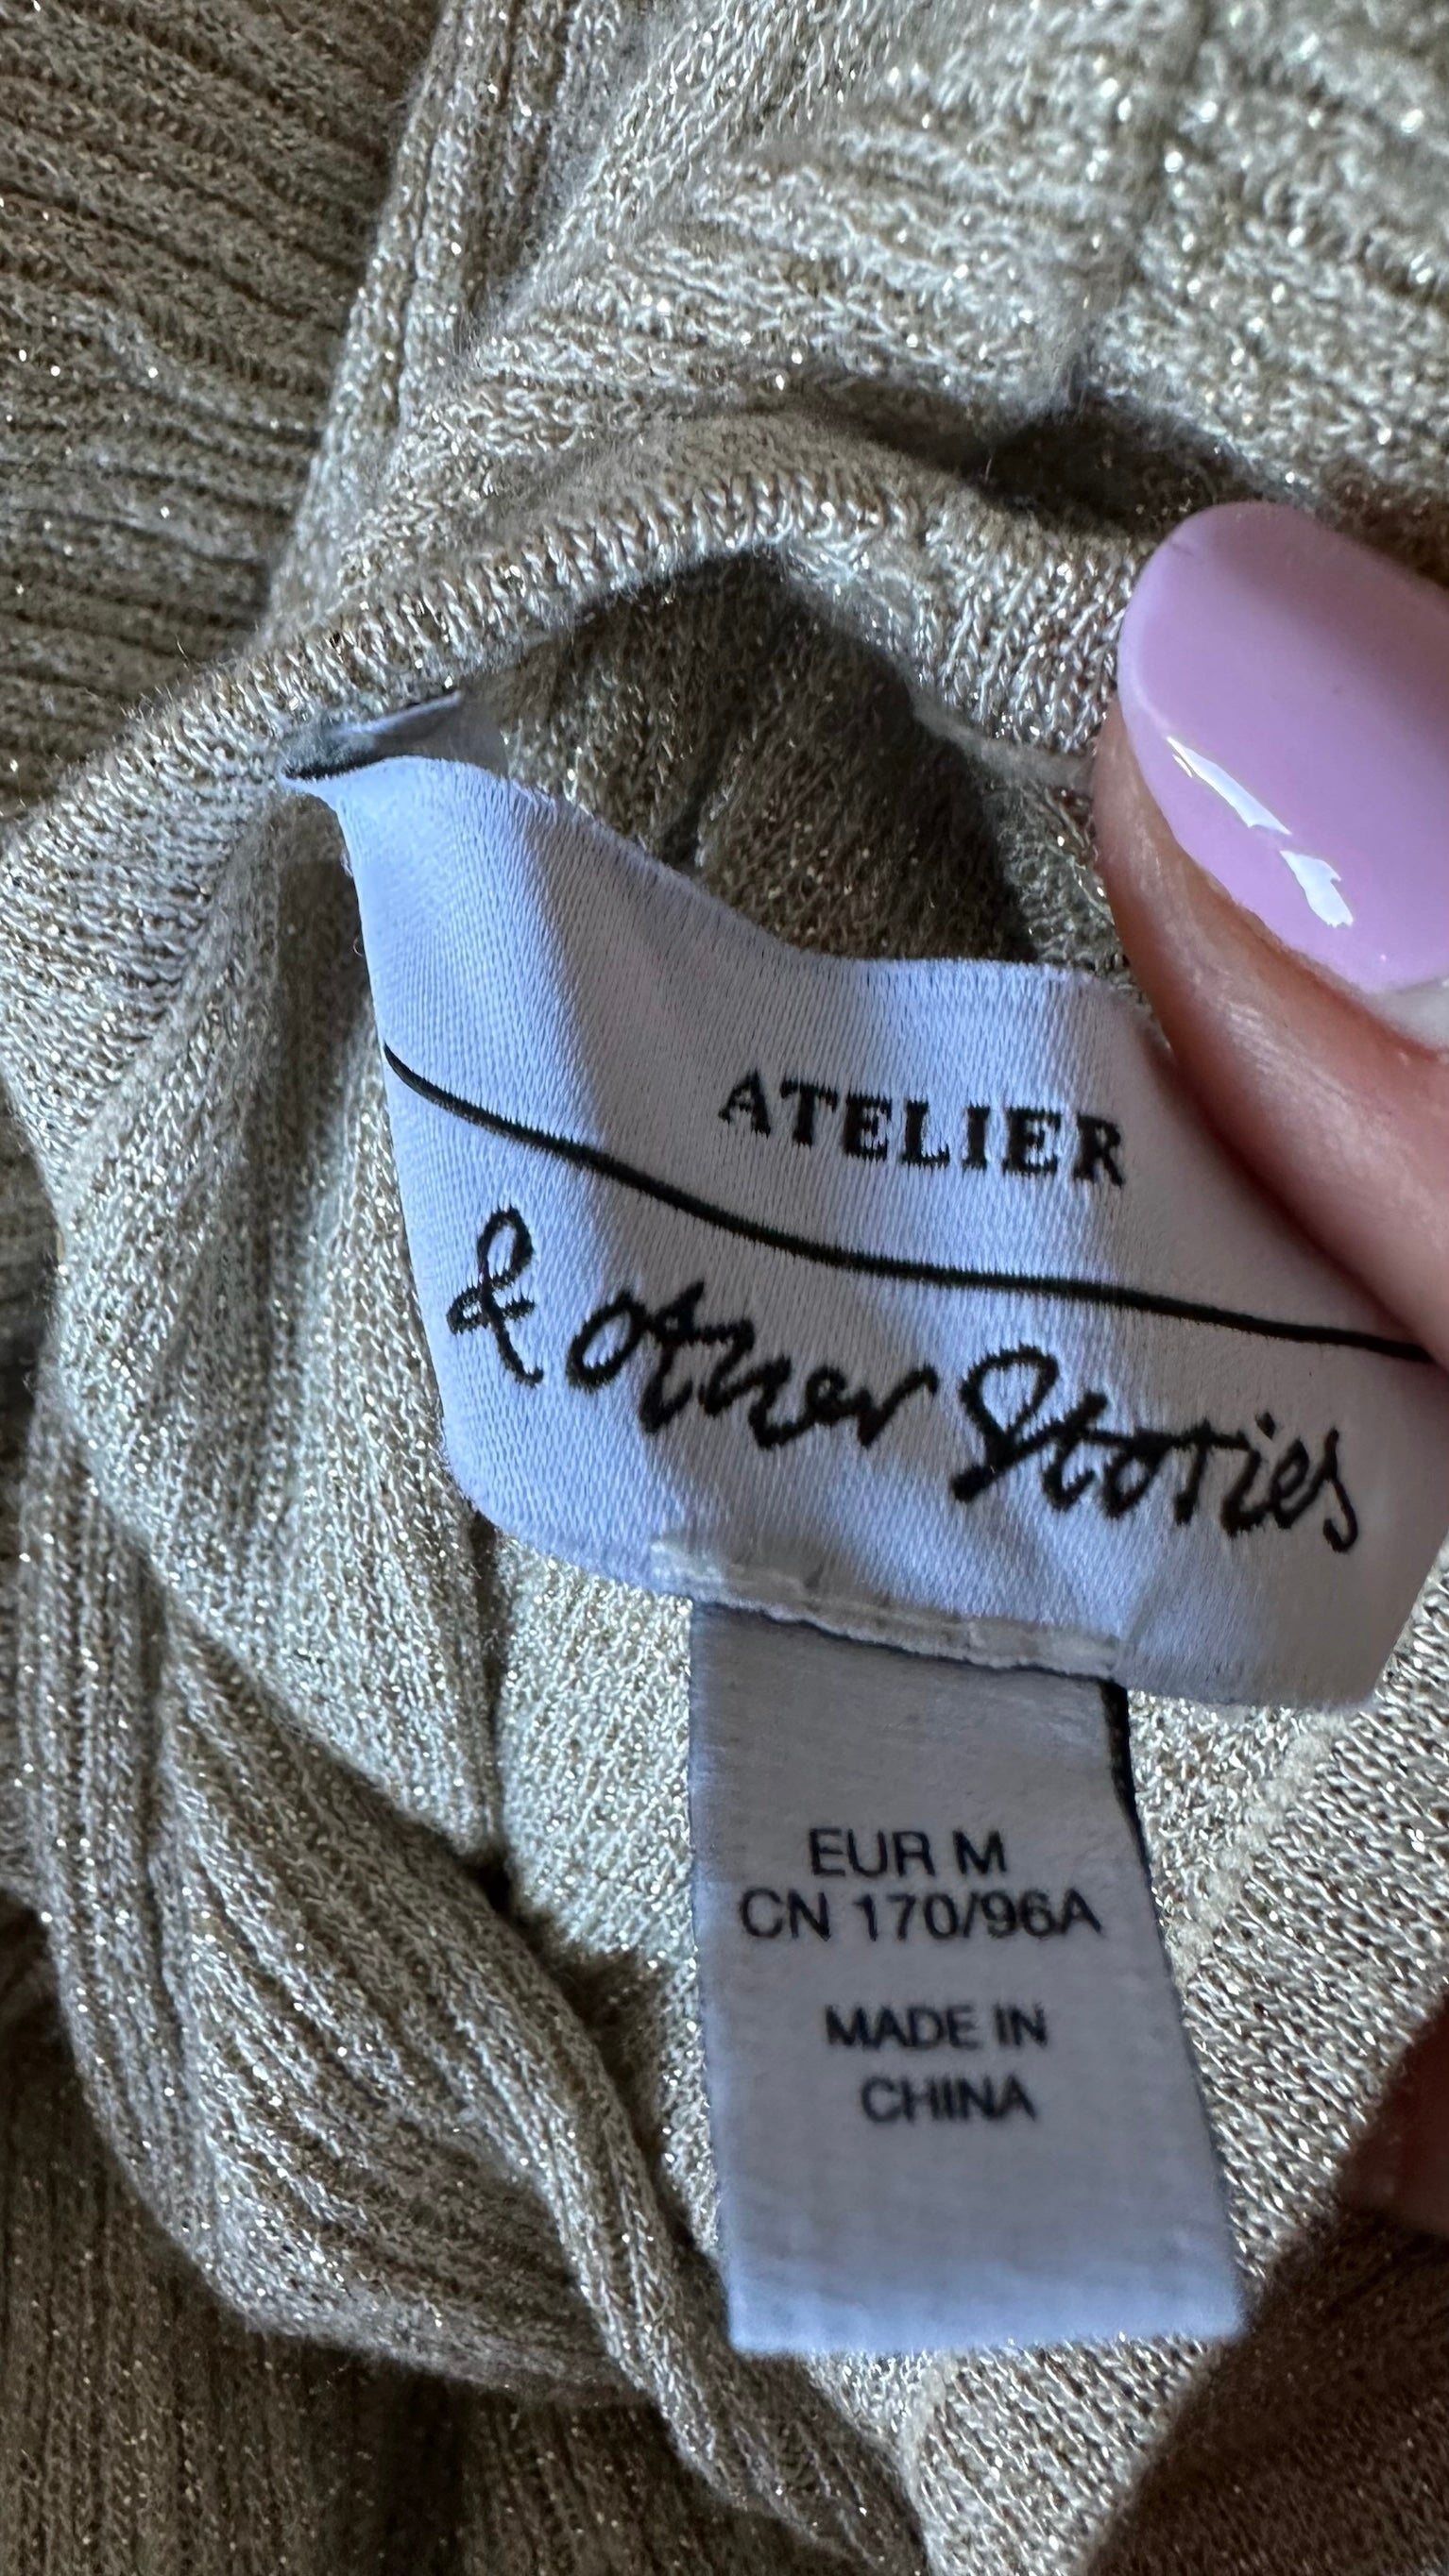 ATELIER
& Other Stories
EUR M
CN 170/96A
MADE IN
CHINA